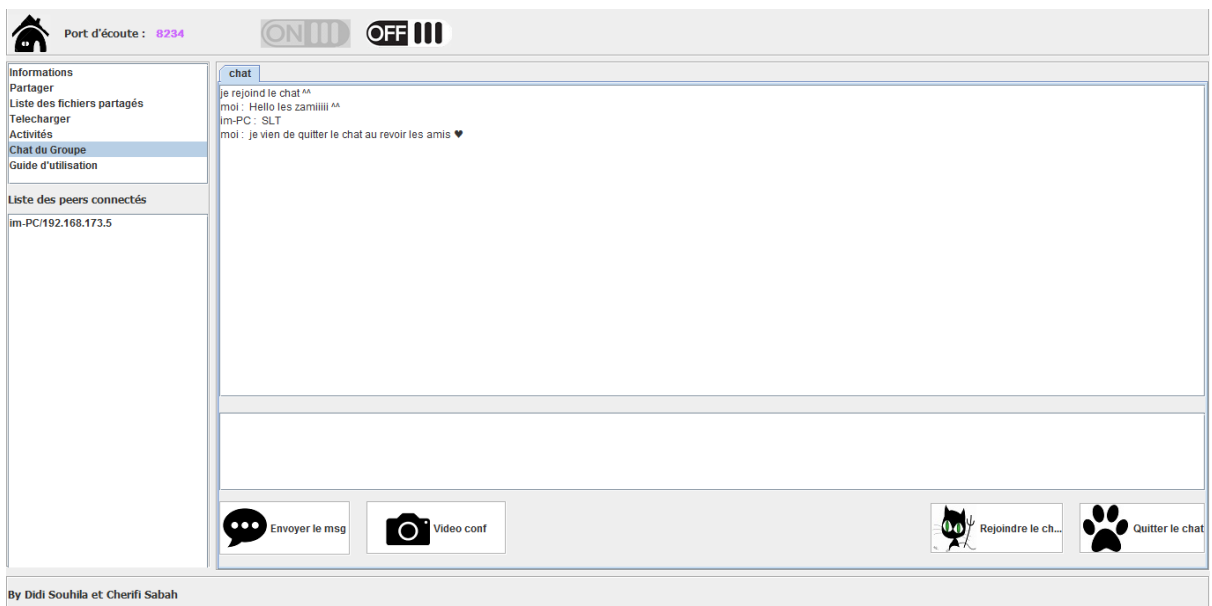 Port d'écoute : 8234
ON
OFF
Informations
Partager
Liste des fichiers partagés
Telecharger
Activités
Chat du Groupe
Guide d'utilisation
Liste des peers connectés
im-PC/192.168.173.5
chat
je rejoind le chat ^^
moi : Hello les zamiiiii ^^
im-PC : SLT
moi : je vien de quitter le chat au revoir les amis ♥
Envoyer le msg
Video conf
Rejoindre le ch...
Quitter le chat
By Didi Souhila et Cherifi Sabah